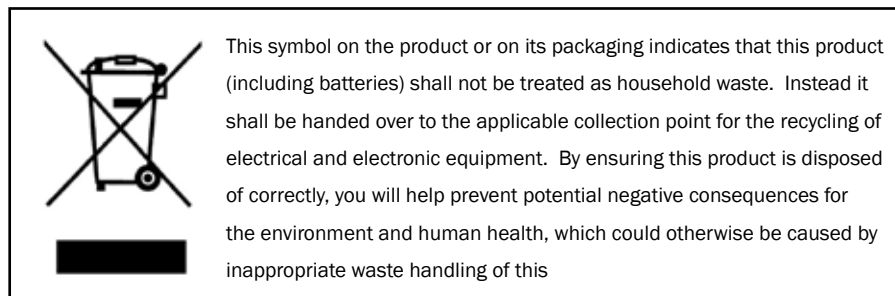 This symbol on the product or on its packaging indicates that this product
(including batteries) shall not be treated as household waste.  Instead it
shall be handed over to the applicable collection point for the recycling of
electrical and electronic equipment.  By ensuring this product is disposed
of correctly, you will help prevent potential negative consequences for
the environment and human health, which could otherwise be caused by
inappropriate waste handling of this